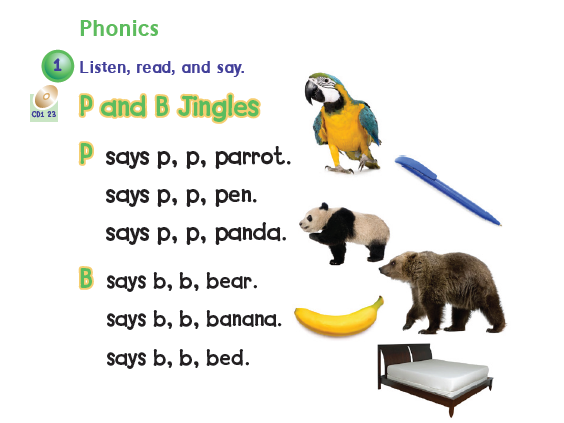 Phonics
1 Listen, read, and say.
CD1 23
P and B Jingles
P says p, p, parrot.
says p, p, pen.
says p, p, panda.
B says b, b, bear.
says b, b, banana.
says b, b, bed.